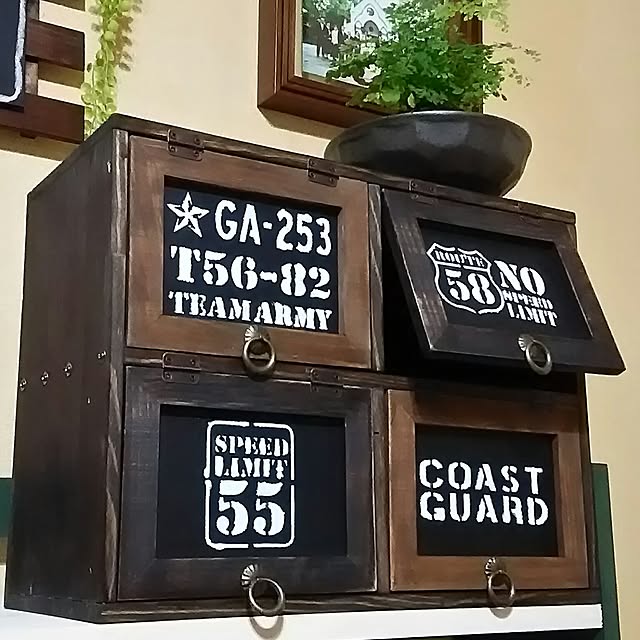 GA-253
T56-82
TEAMARMY
ROUTE
58
NO
SPEED
LIMIT
SPEED
LIMIT
55
COAST
GUARD